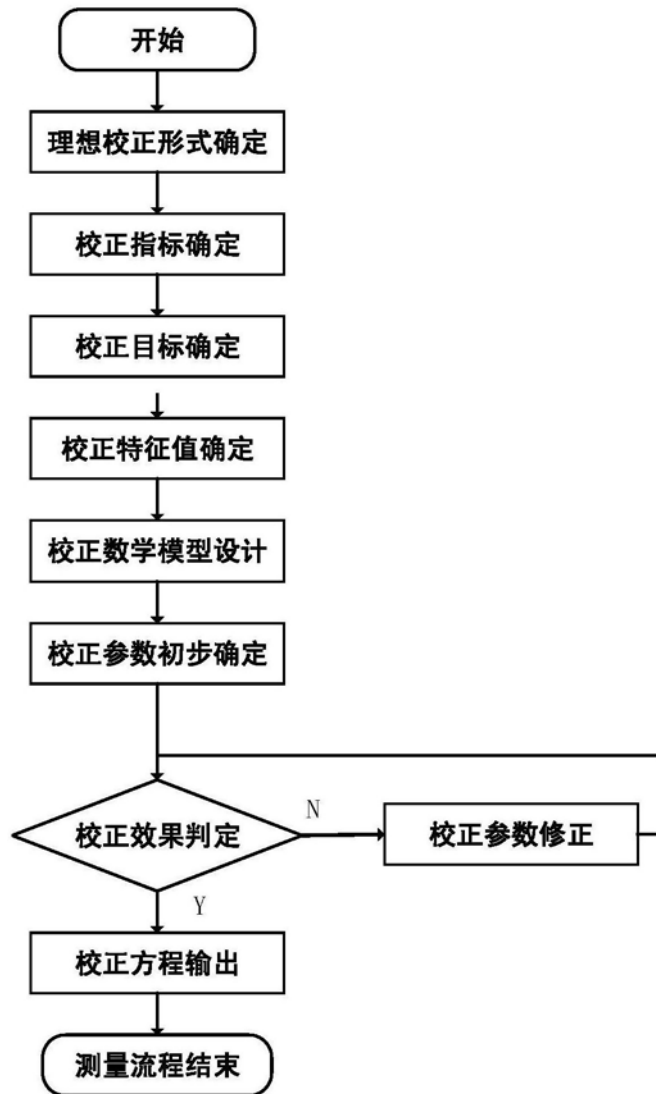 开始
理想校正形式确定
校正指标确定
校正目标确定
校正特征值确定
校正数学模型设计
校正参数初步确定
校正效果判定
N
校正参数修正
Y
校正方程输出
测量流程结束